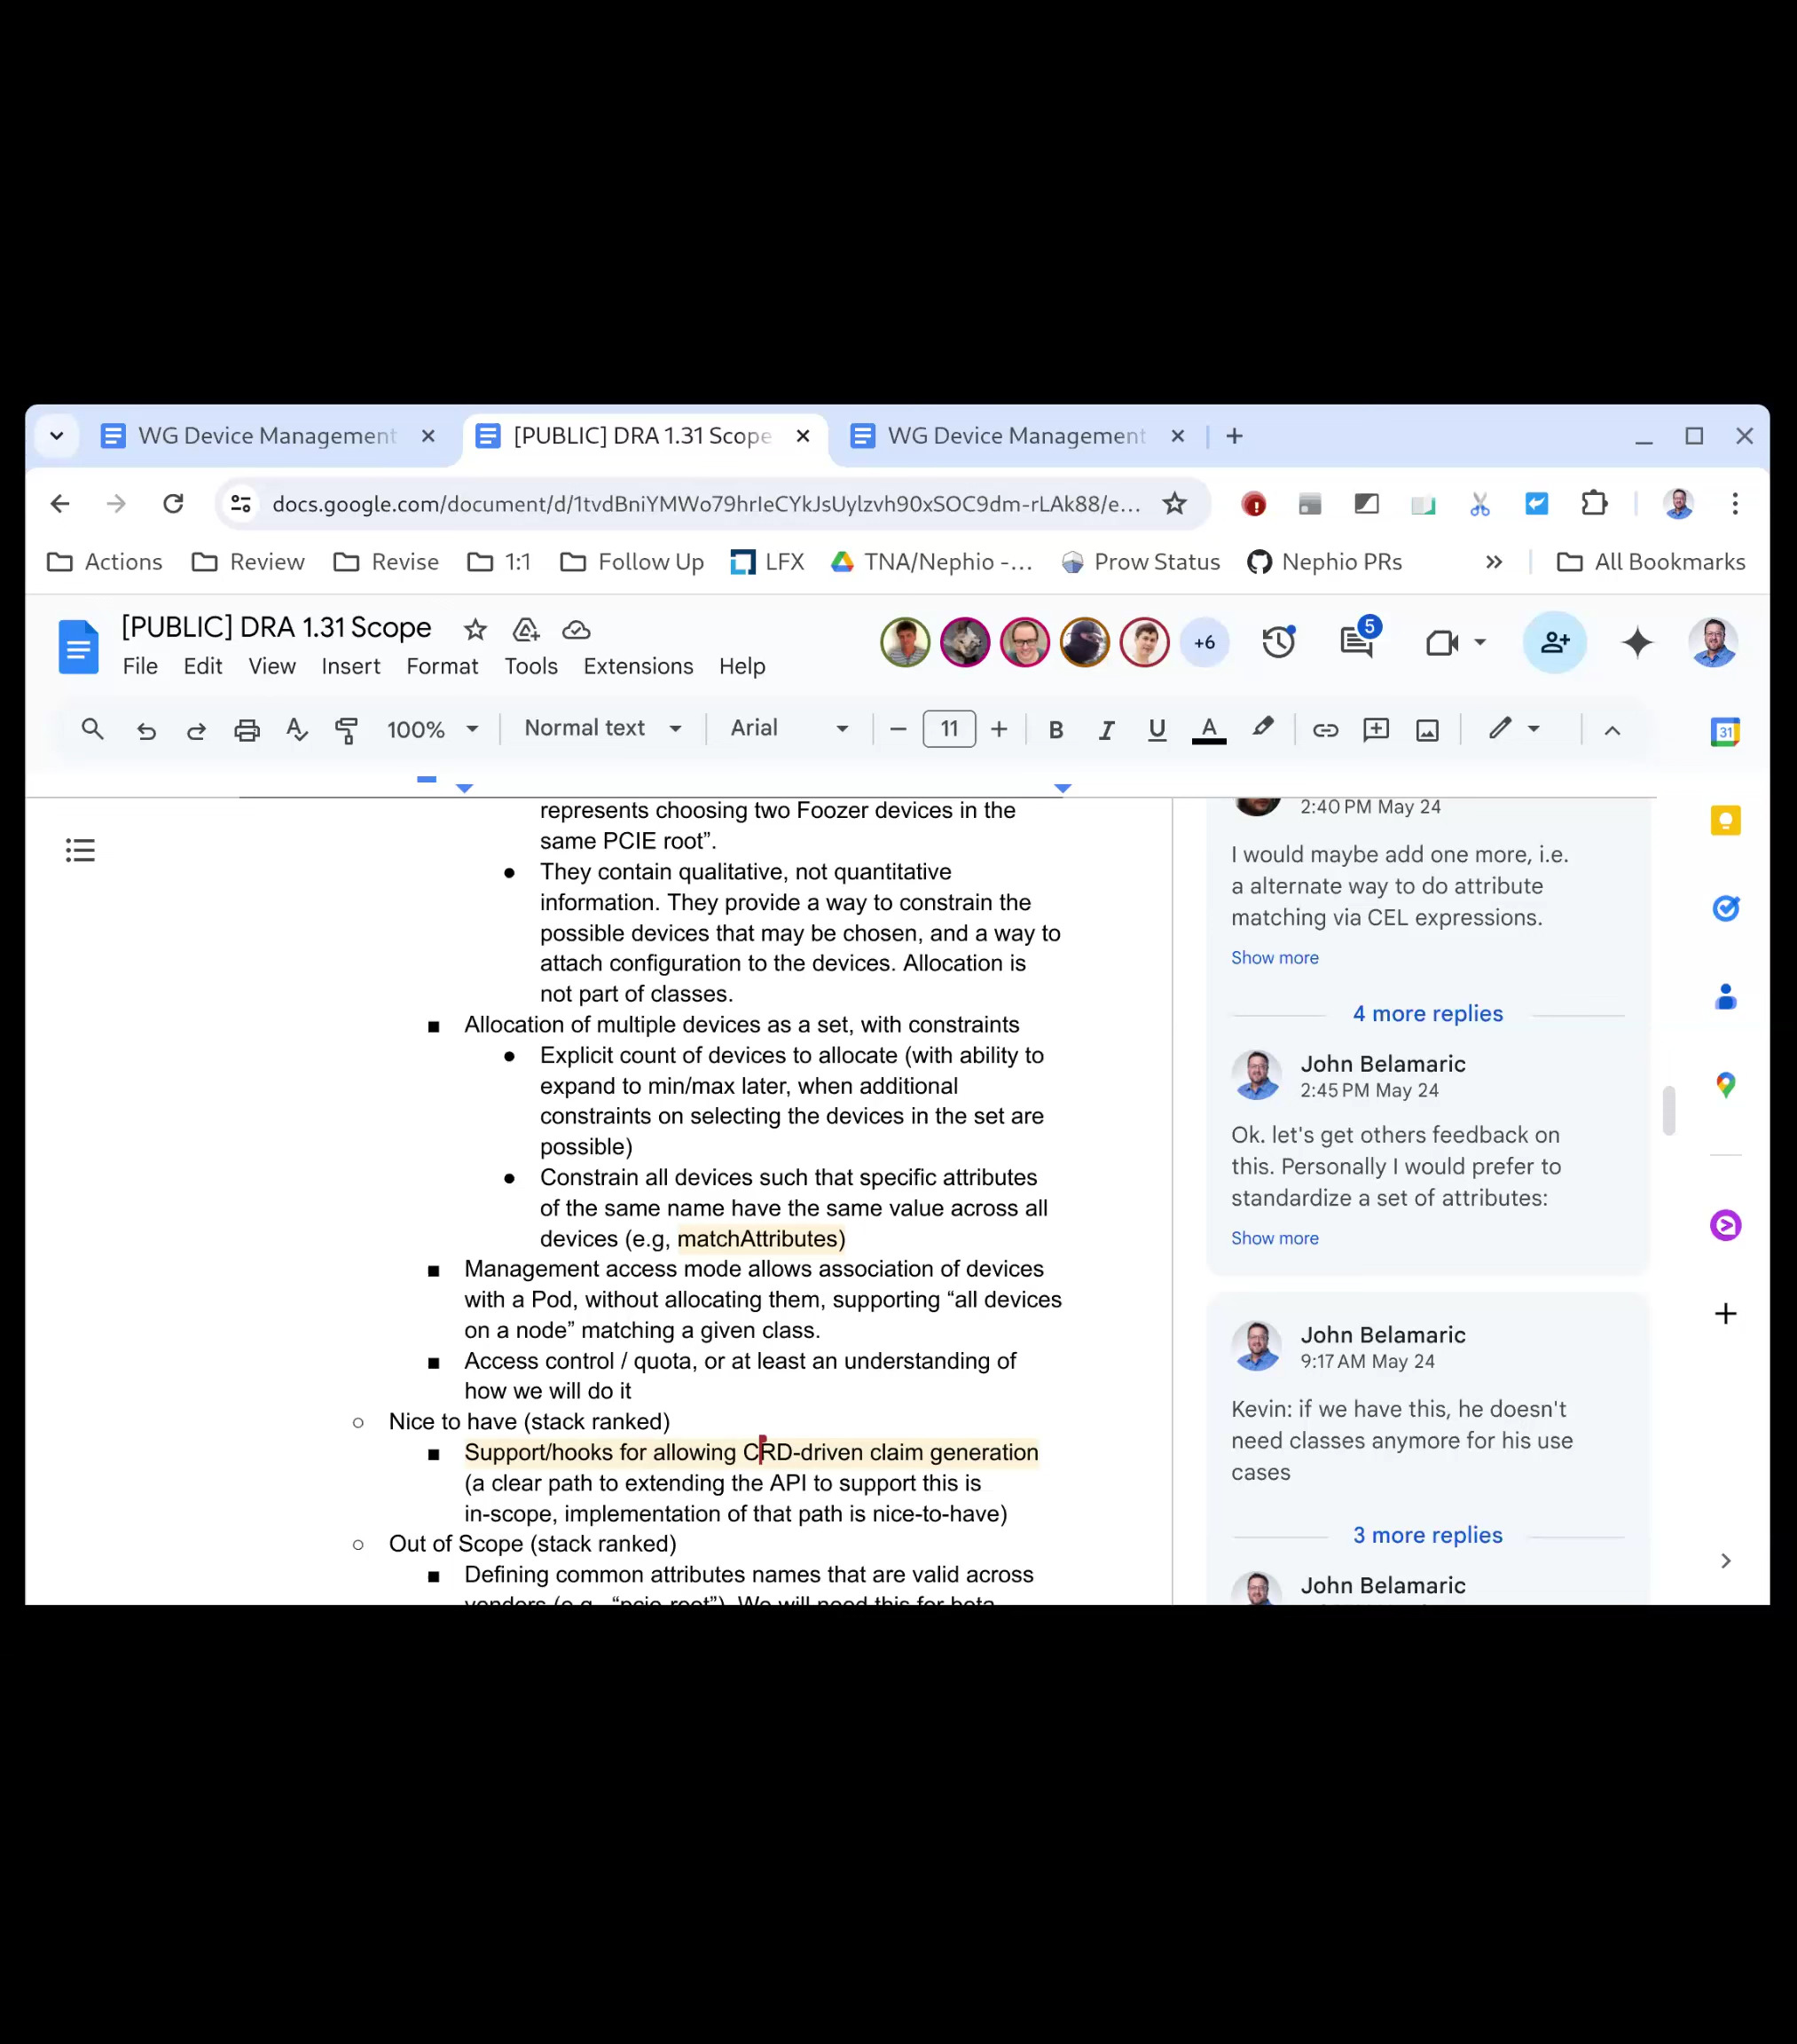 WG Device Management
[PUBLIC] DRA 1.31 Scope
WG Device Management
docs.google.com/document/d/1tvdBniYMWo79hrIeCYkJsUylzvh90xSOC9dm-rLAk88/e...
Actions
Review
Revise
1:1
Follow Up
LFX
TNA/Nephio -...
Prow Status
Nephio PRs
All Bookmarks
[PUBLIC] DRA 1.31 Scope
+6
5
File Edit View Insert Format Tools Extensions Help
100%
Normal text
Arial
11
B I U A
31
represents choosing two Foozer devices in the
same PCIE root”.
● They contain qualitative, not quantitative
information. They provide a way to constrain the
possible devices that may be chosen, and a way to
attach configuration to the devices. Allocation is
not part of classes.
■ Allocation of multiple devices as a set, with constraints
● Explicit count of devices to allocate (with ability to
expand to min/max later, when additional
constraints on selecting the devices in the set are
possible)
● Constrain all devices such that specific attributes
of the same name have the same value across all
devices (e.g, matchAttributes)
■ Management access mode allows association of devices
with a Pod, without allocating them, supporting “all devices
on a node” matching a given class.
■ Access control / quota, or at least an understanding of
how we will do it
○ Nice to have (stack ranked)
■ Support/hooks for allowing CRD-driven claim generation
(a clear path to extending the API to support this is
in-scope, implementation of that path is nice-to-have)
○ Out of Scope (stack ranked)
■ Defining common attributes names that are valid across
vendors (e.g., “pcie-root”). We will need this for beta
2:40 PM May 24
I would maybe add one more, i.e.
a alternate way to do attribute
matching via CEL expressions.
Show more
4 more replies
John Belamaric
2:45 PM May 24
Ok. let's get others feedback on
this. Personally I would prefer to
standardize a set of attributes:
Show more
John Belamaric
9:17 AM May 24
Kevin: if we have this, he doesn't
need classes anymore for his use
cases
3 more replies
John Belamaric